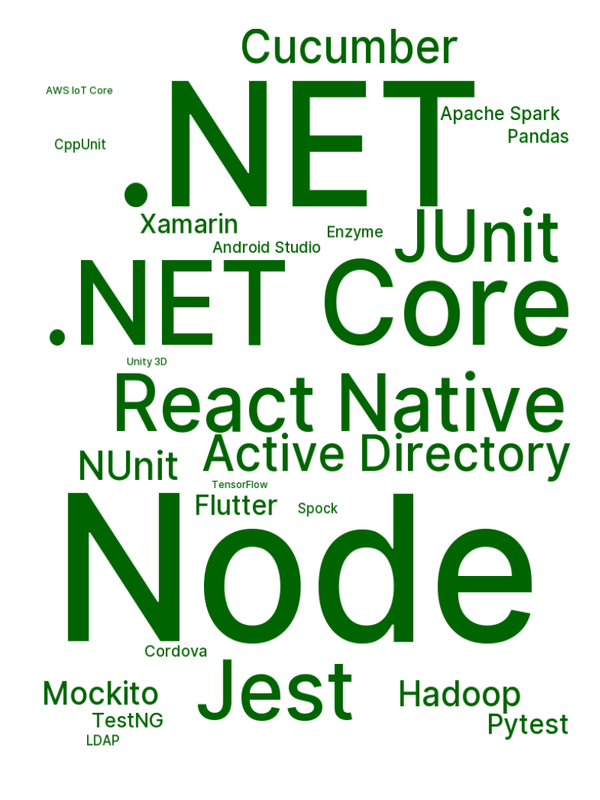 Cucumber
AWS IoT Core
.NET
Apache Spark
Pandas
CppUnit
Xamarin
JUnit
Enzyme
Android Studio
.NET Core
Unity 3D
React Native
Active Directory
NUnit
TensorFlow
Flutter
Spock
Node
Cordova
Jest
Mockito
Hadoop
TestNG
Pytest
LDAP